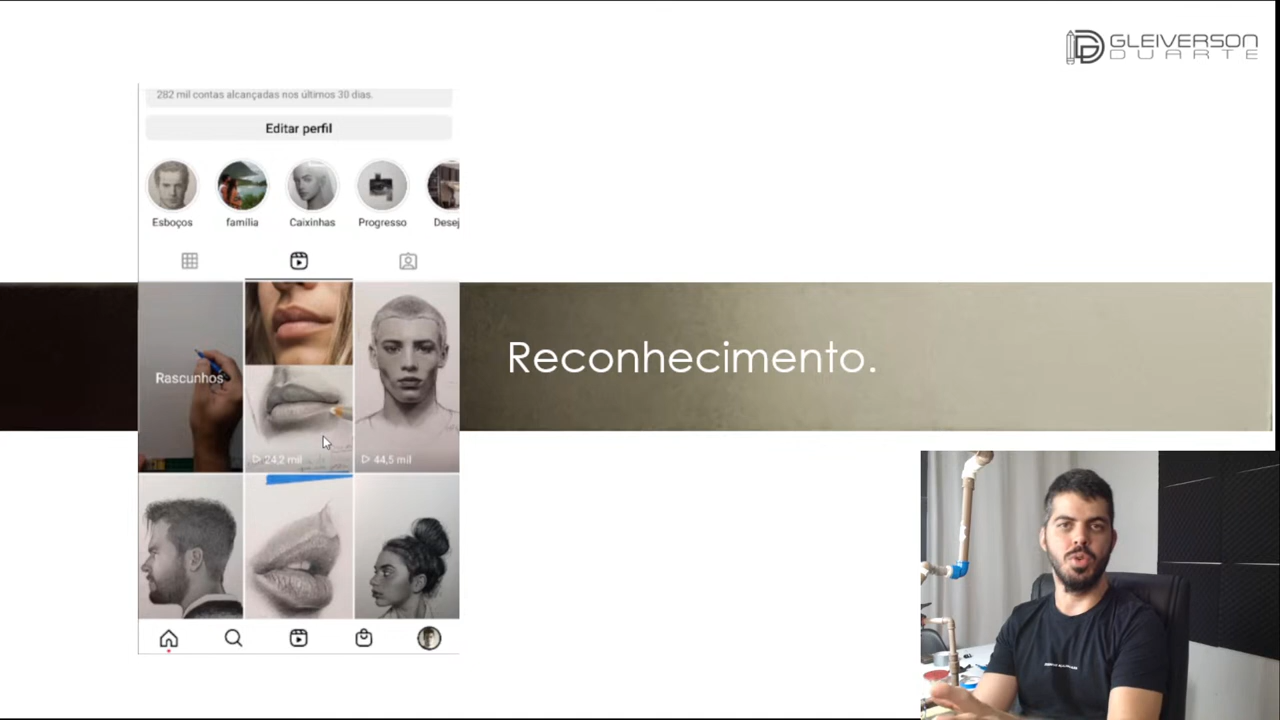 GLEIVERSON
DUARTE
282 mil contas alcançadas nos últimos 30 dias.
Editar perfil
Esboços
família
Caixinhas
Progresso
Desej
Rascunhos
24,2 mil
44,5 mil
Reconhecimento.